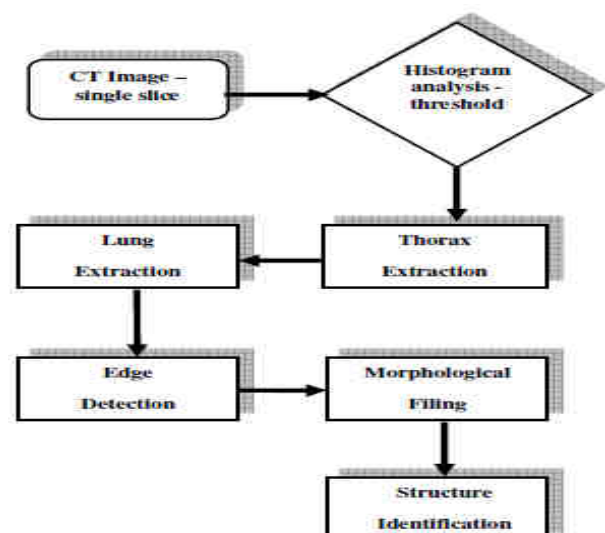 CT Image –
single slice
Histogram
analysis -
threshold
Thorax
Extraction
Lung
Extraction
Edge
Detection
Morphological
Filing
Structure
Identification